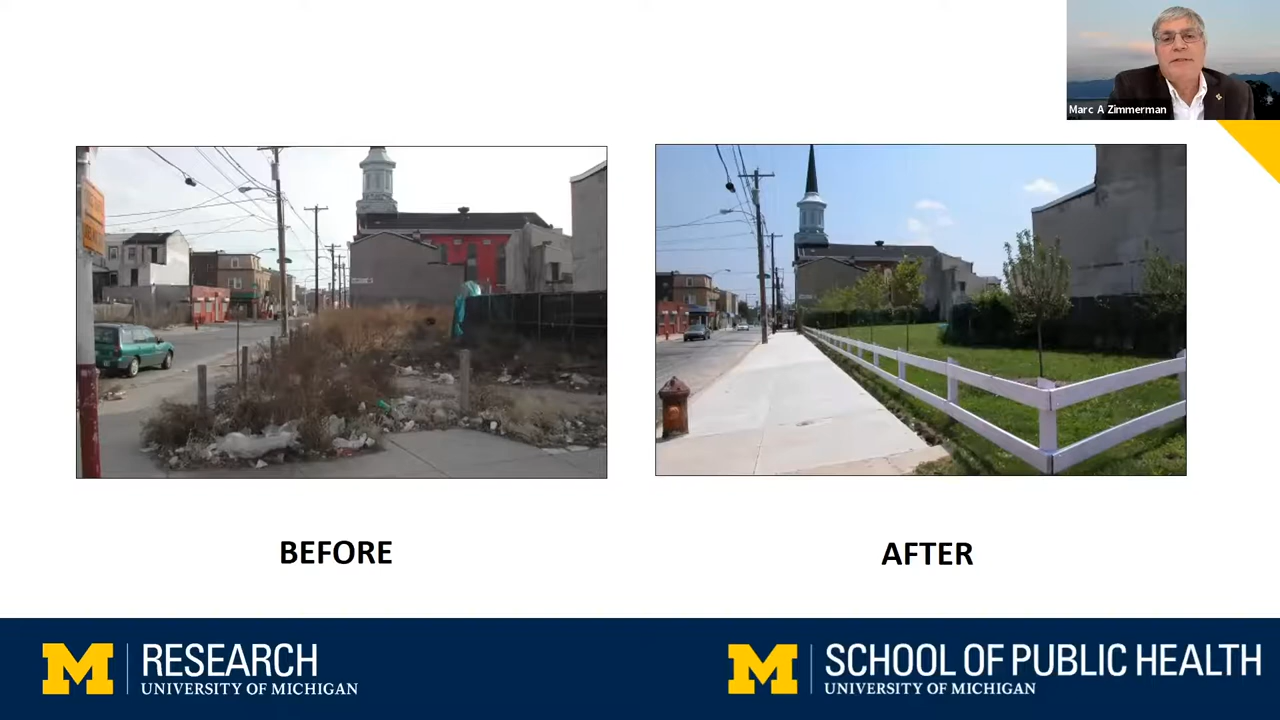 Marc A Zimmerman
BEFORE
AFTER
M
RESEARCH
UNIVERSITY OF MICHIGAN
M
SCHOOL OF PUBLIC HEALTH
UNIVERSITY OF MICHIGAN